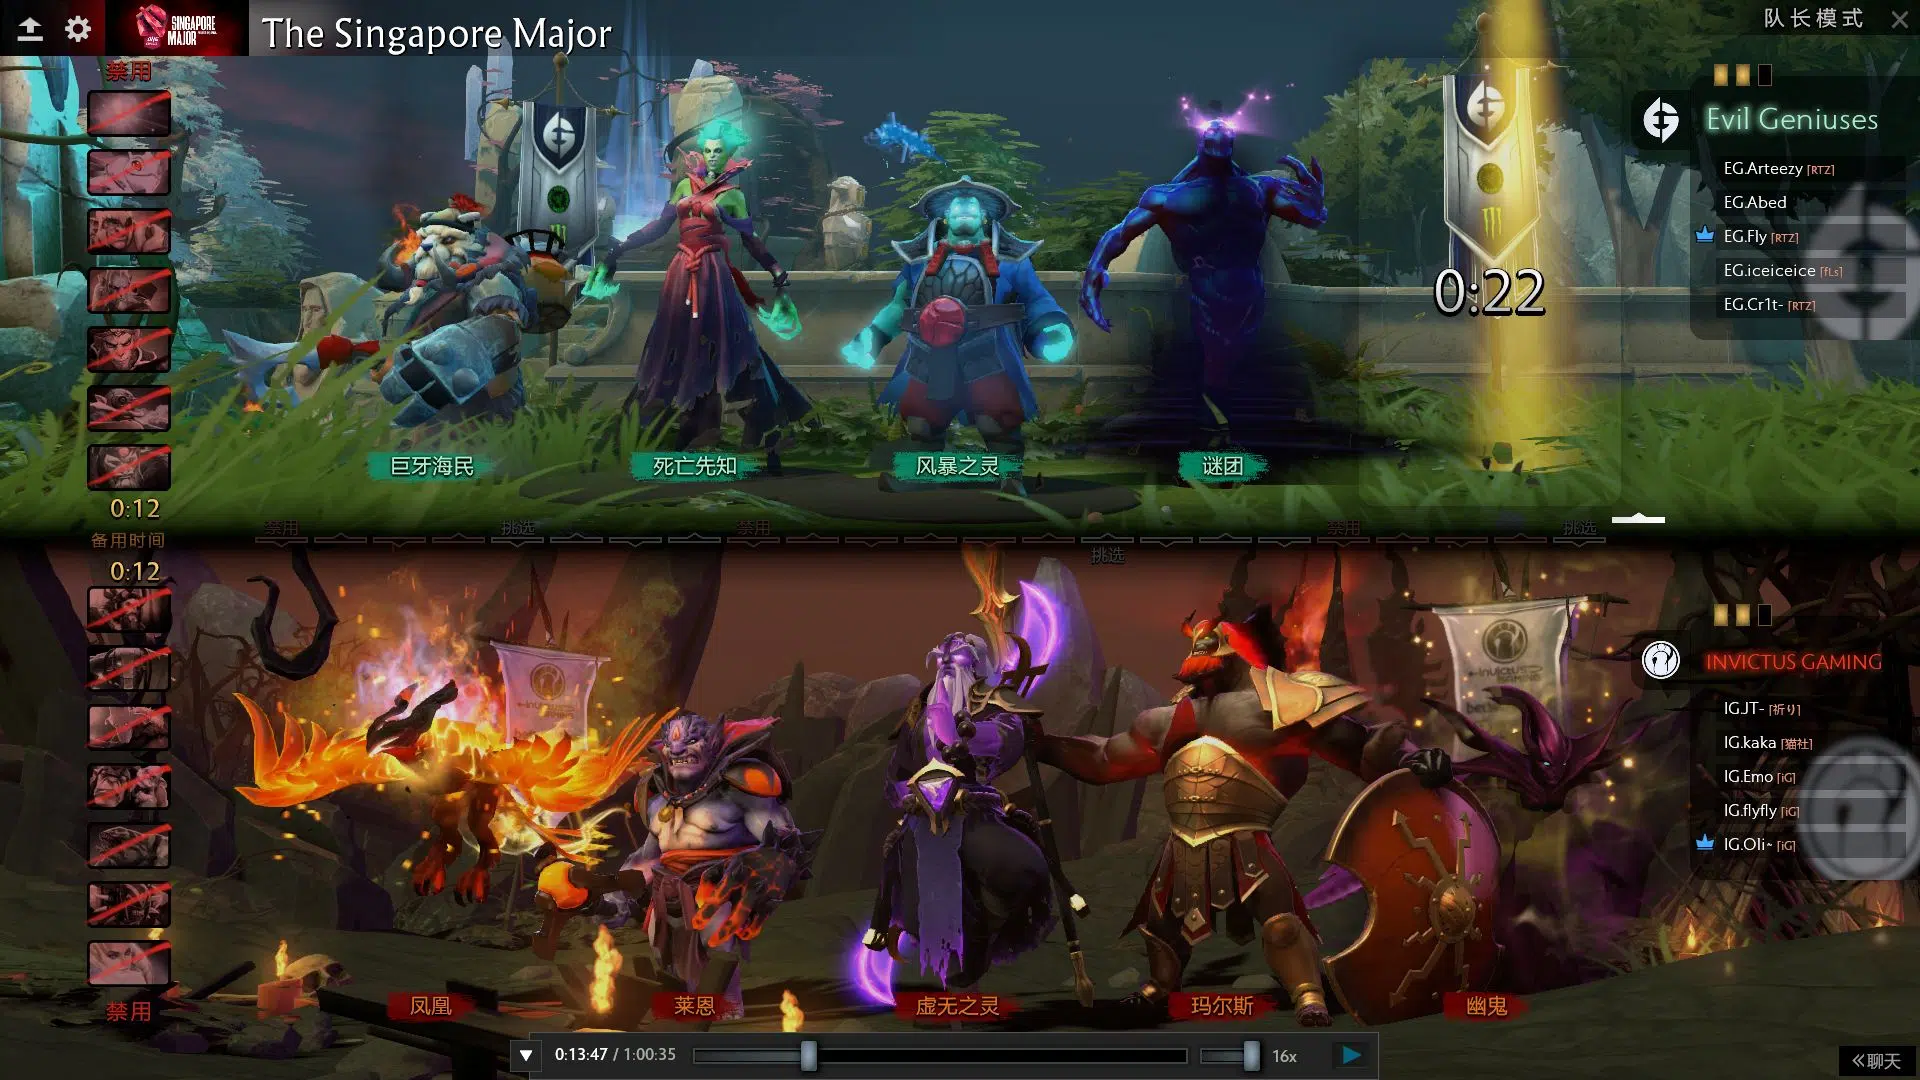 SINGAPORE
MAJOR
The Singapore Major
队长模式
禁用
Evil Geniuses
EG.Arteezy [RTZ]
EG.Abed
EG.Fly [RTZ]
EG.iceiceice [fLs]
EG.Cr1t- [RTZ]
0:22
巨牙海民
死亡先知
风暴之灵
谜团
0:12
备用时间
0:12
禁用
挑选
禁用
挑选
禁用
挑选
INVICTUS GAMING
IG.JT- [祈り]
IG.kaka [猫社]
IG.Emo [iG]
IG.flyfly [iG]
IG.Oli~ [iG]
凤凰
莱恩
虚无之灵
玛尔斯
幽鬼
禁用
0:13:47 / 1:00:35
16x
«聊天